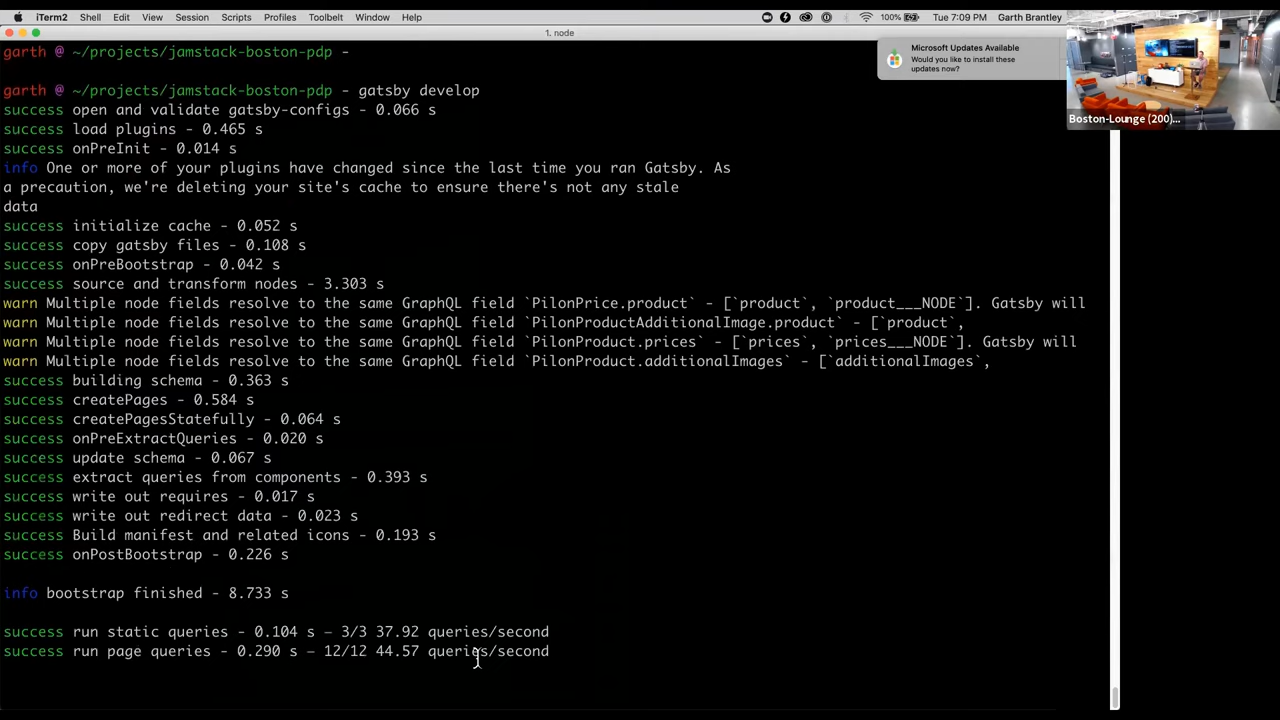 iTerm2 Shell Edit View Session Scripts Profiles Toolbelt Window Help 100% Tue 7:09 PM Garth Brantley
1. node
garth @ ~/projects/jamstack-boston-pdp -
Microsoft Updates Available
Would you like to install these
updates now?
Boston-Lounge (200)...
garth @ ~/projects/jamstack-boston-pdp - gatsby develop
success open and validate gatsby-configs - 0.066 s
success load plugins - 0.465 s
success onPreInit - 0.014 s
info One or more of your plugins have changed since the last time you ran Gatsby. As
a precaution, we're deleting your site's cache to ensure there's not any stale
data
success initialize cache - 0.052 s
success copy gatsby files - 0.108 s
success onPreBootstrap - 0.042 s
success source and transform nodes - 3.303 s
warn Multiple node fields resolve to the same GraphQL field `PilonPrice.product` - [`product`, `product___NODE`]. Gatsby will
warn Multiple node fields resolve to the same GraphQL field `PilonProductAdditionalImage.product` - [`product`,
warn Multiple node fields resolve to the same GraphQL field `PilonProduct.prices` - [`prices`, `prices___NODE`]. Gatsby will
warn Multiple node fields resolve to the same GraphQL field `PilonProduct.additionalImages` - [`additionalImages`,
success building schema - 0.363 s
success createPages - 0.584 s
success createPagesStatefully - 0.064 s
success onPreExtractQueries - 0.020 s
success update schema - 0.067 s
success extract queries from components - 0.393 s
success write out requires - 0.017 s
success write out redirect data - 0.023 s
success Build manifest and related icons - 0.193 s
success onPostBootstrap - 0.226 s
info bootstrap finished - 8.733 s
success run static queries - 0.104 s — 3/3 37.92 queries/second
success run page queries - 0.290 s — 12/12 44.57 queries/second